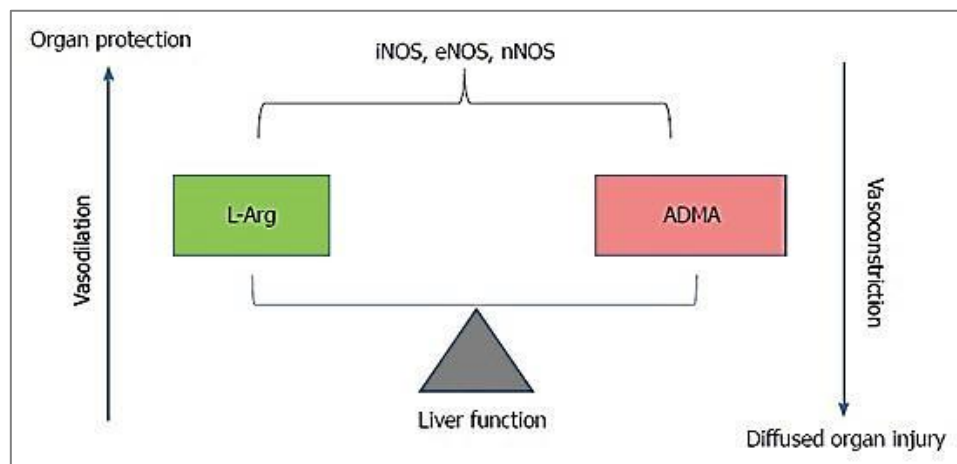 Organ protection
iNOS, eNOS, nNOS
Vasodilation
L-Arg
ADMA
Vasoconstriction
Liver function
Diffused organ injury